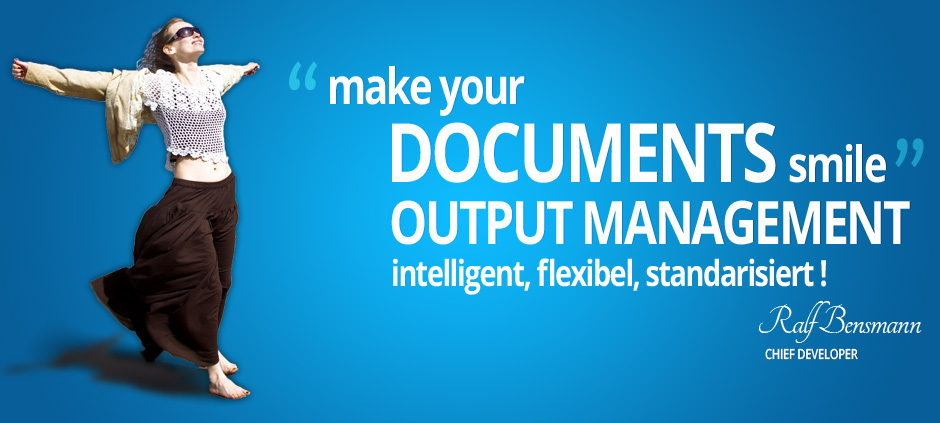 “ make your
DOCUMENTS smile ”
OUTPUT MANAGEMENT
intelligent, flexibel, standarisiert !
Ralf Bensmann
CHIEF DEVELOPER